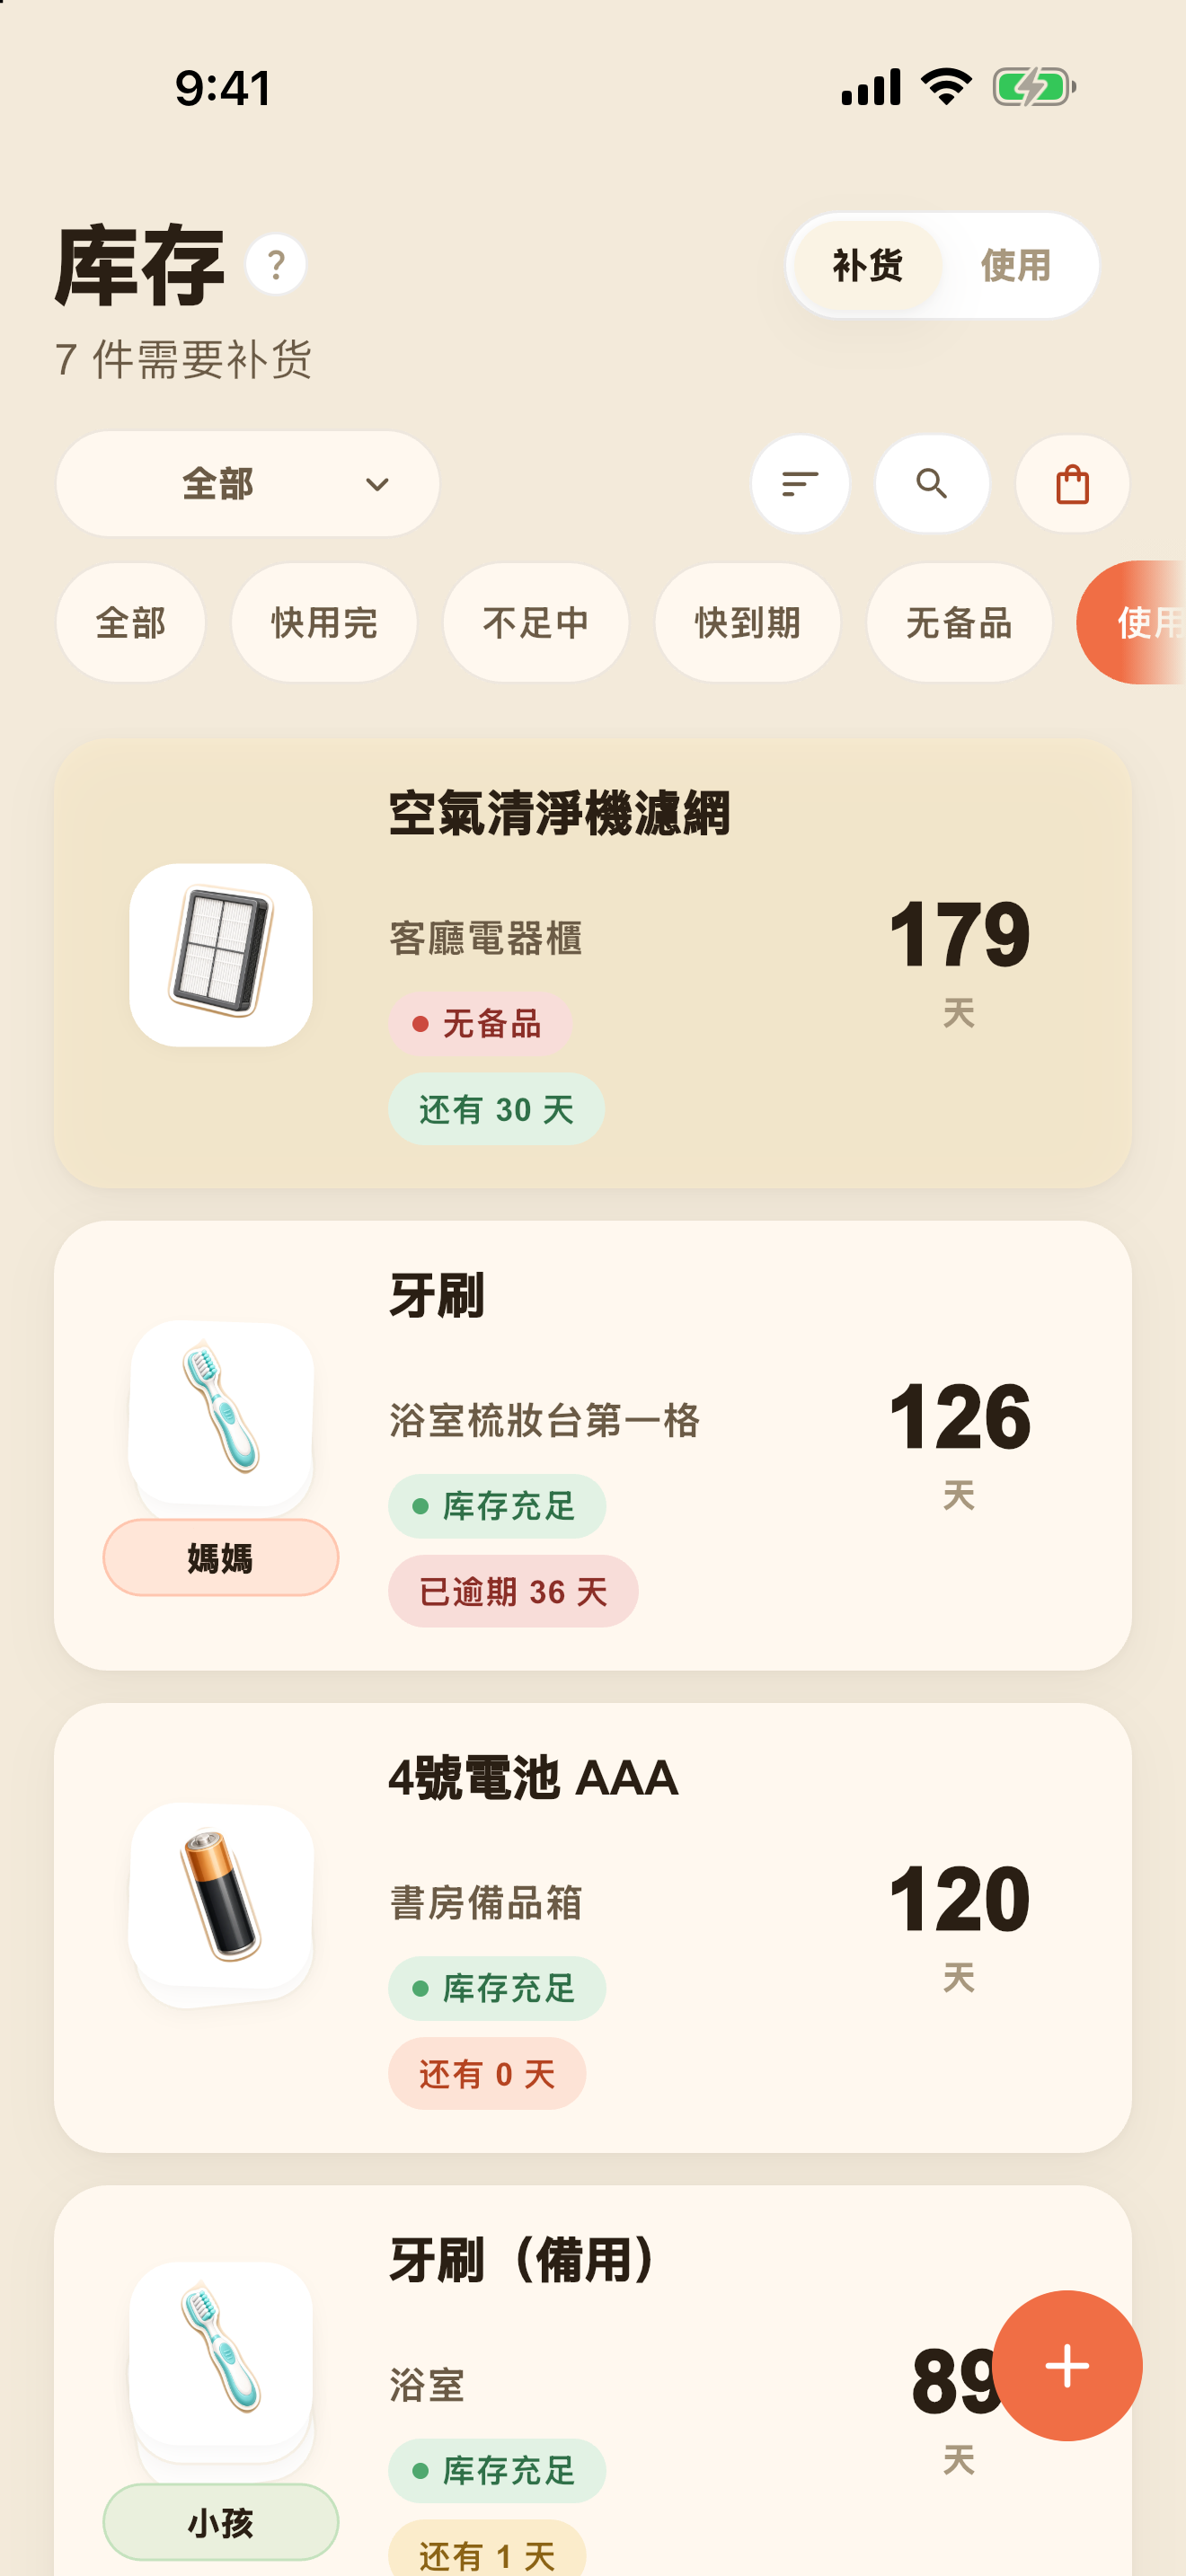 9:41
库存 ?
补货 使用
7 件需要补货
全部
全部 快用完 不足中 快到期 无备品 使用
空氣清淨機濾網
客廳電器櫃
179
天
无备品
还有 30 天
牙刷
浴室梳妝台第一格
126
天
媽媽
库存充足
已逾期 36 天
4號電池 AAA
書房備品箱
120
天
库存充足
还有 0 天
牙刷（備用）
浴室
89
天
库存充足
小孩
还有 1 天